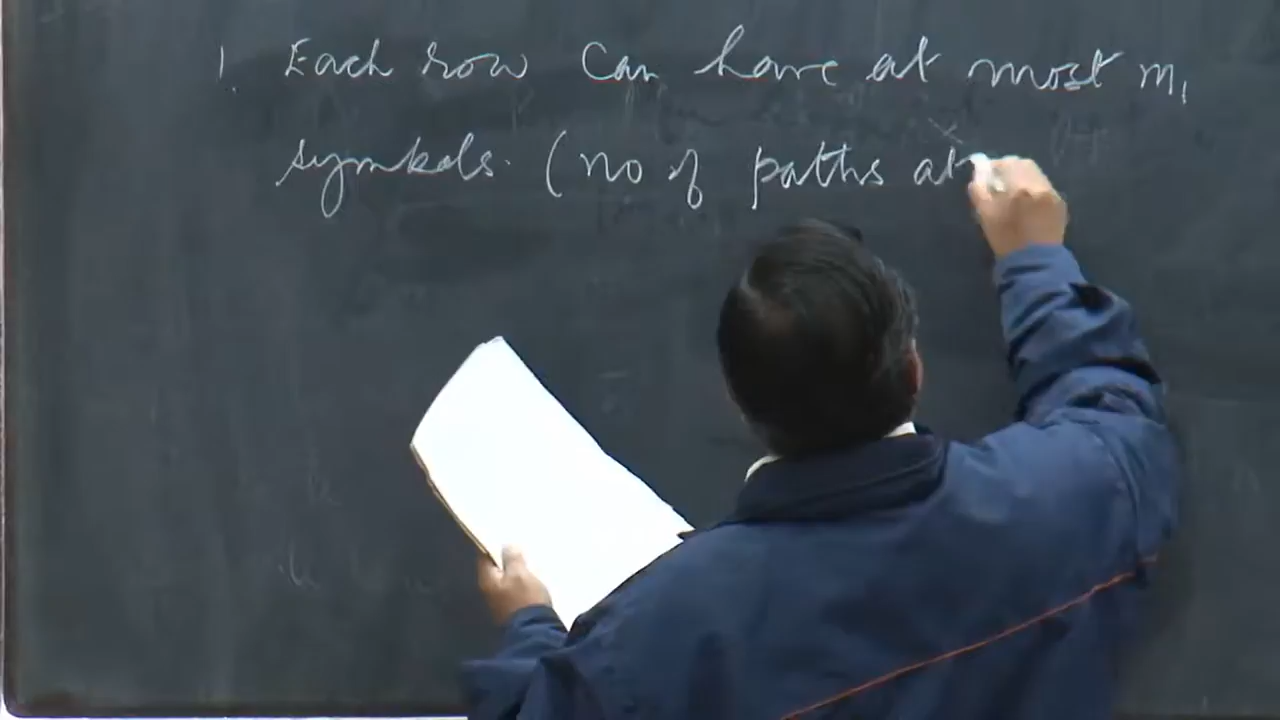 1. Each row can have at most m₁
symbols. (no of paths at